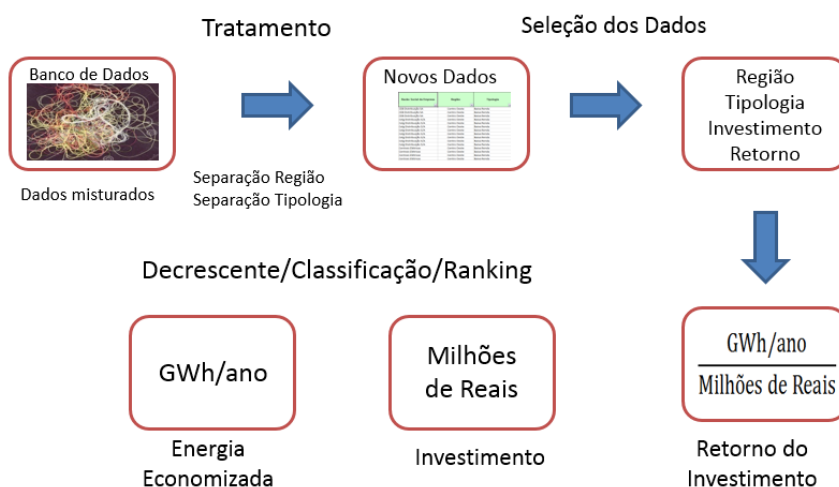 Tratamento
Seleção dos Dados
Banco de Dados
Novos Dados
Região
Tipologia
Investimento
Retorno
Dados misturados
Separação Região
Separação Tipologia
Decrescente/Classificação/Ranking
GWh/ano
Milhões
de Reais
GWh/ano
Milhões de Reais
Energia
Economizada
Investimento
Retorno do
Investimento